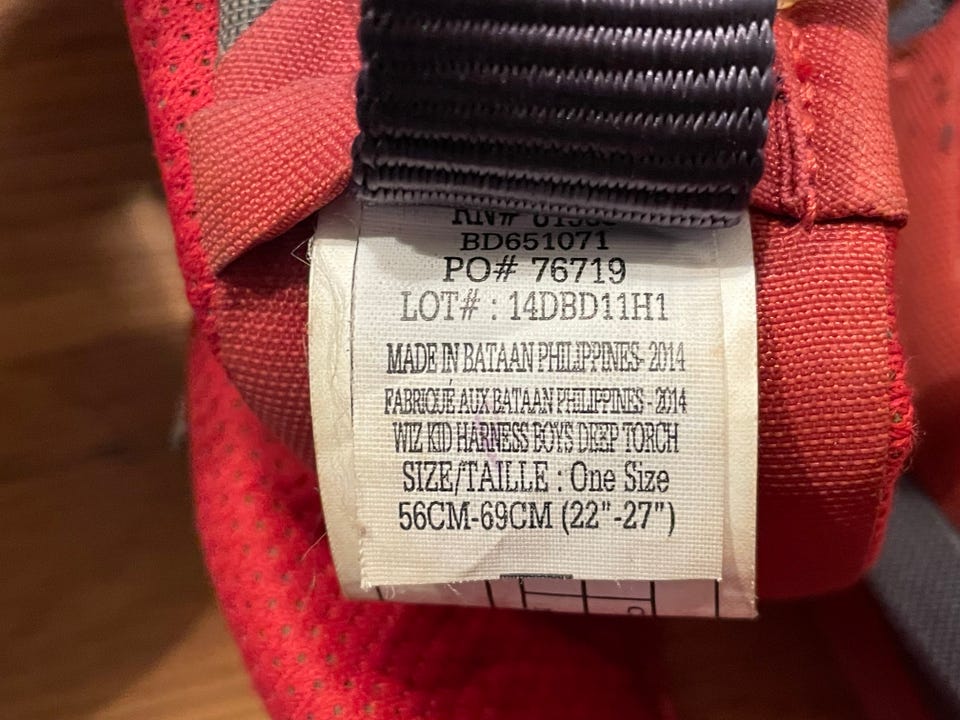 RN#
BD651071
PO# 76719
LOT# : 14DBD11H1
MADE IN BATAAN PHILIPPINES- 2014
FABRIQUÉ AUX BATAAN PHILIPPINES - 2014
WIZ KID HARNESS BOYS DEEP TORCH
SIZE/TAILLE : One Size
56CM-69CM (22"-27")